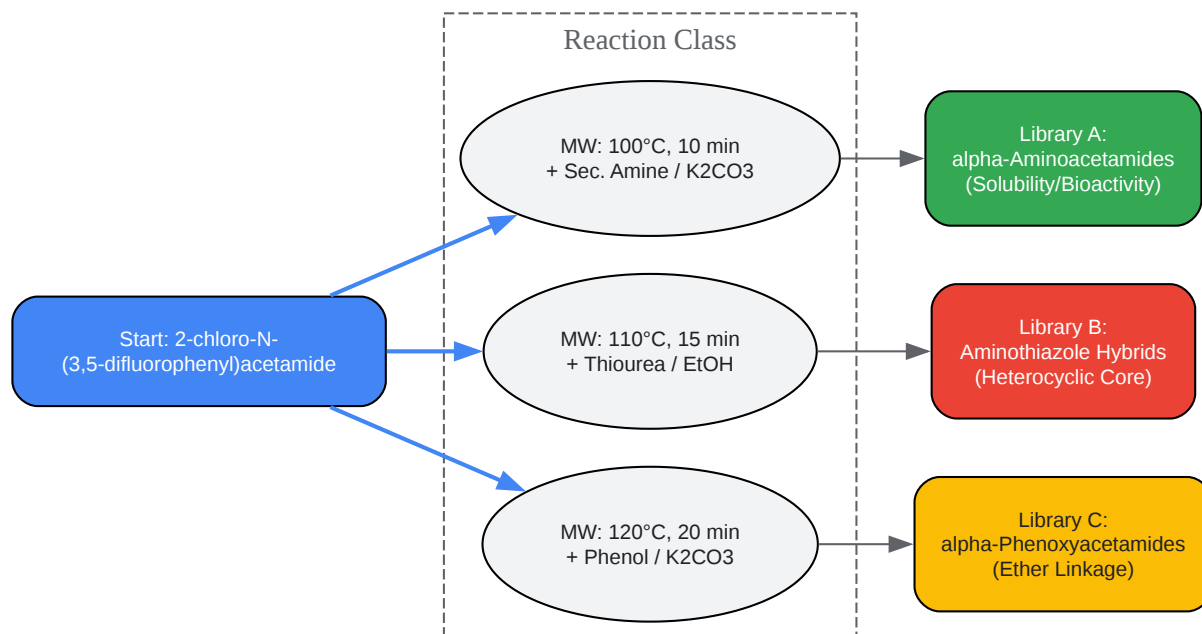 Reaction Class
MW: 100°C, 10 min
+ Sec. Amine / K2CO3
Library A:
alpha-Aminoacetamides
(Solubility/Bioactivity)
Start: 2-chloro-N-
(3,5-difluorophenyl)acetamide
MW: 110°C, 15 min
+ Thiourea / EtOH
Library B:
Aminothiazole Hybrids
(Heterocyclic Core)
MW: 120°C, 20 min
+ Phenol / K2CO3
Library C:
alpha-Phenoxyacetamides
(Ether Linkage)